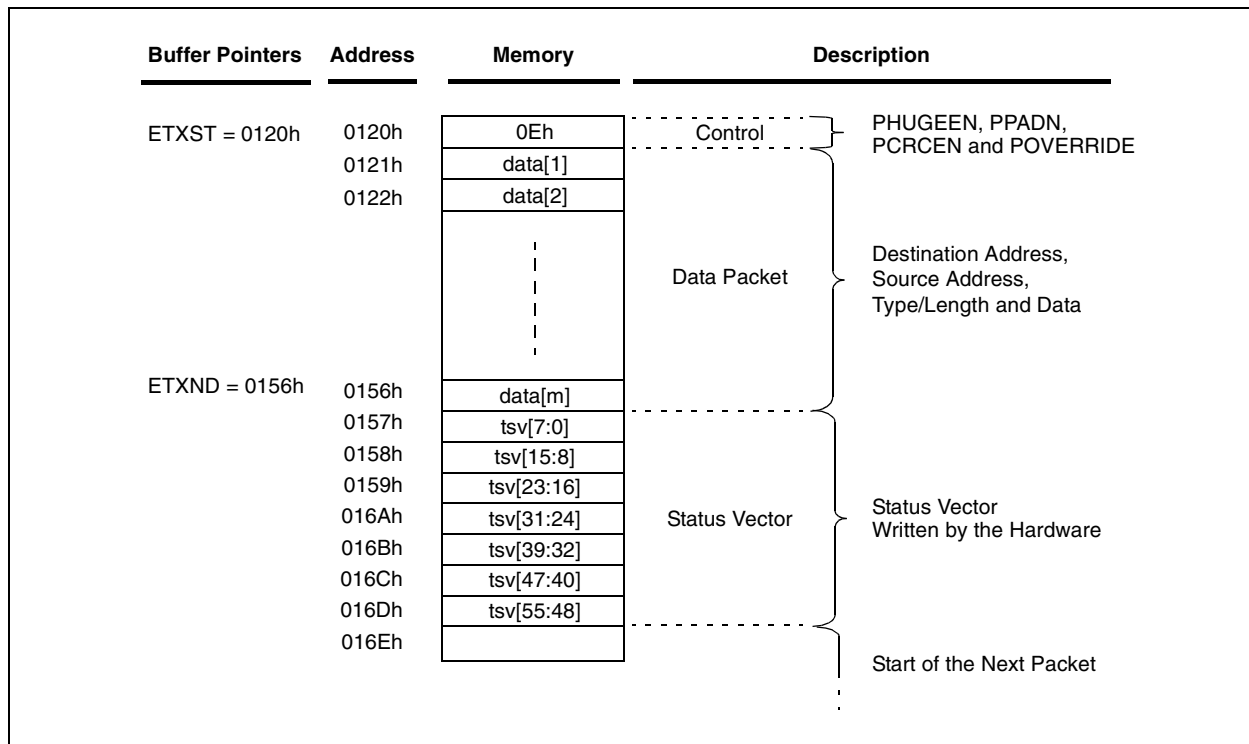 Buffer Pointers Address Memory Description
ETXST = 0120h 0120h 0Eh Control PHUGEEN, PPADN,
PCRCEN and POVERRIDE
0121h data[1]
0122h data[2]
Data Packet Destination Address,
Source Address,
Type/Length and Data
ETXND = 0156h 0156h data[m]
0157h tsv[7:0]
0158h tsv[15:8]
0159h tsv[23:16]
016Ah tsv[31:24] Status Vector Status Vector
Written by the Hardware
016Bh tsv[39:32]
016Ch tsv[47:40]
016Dh tsv[55:48]
016Eh
Start of the Next Packet